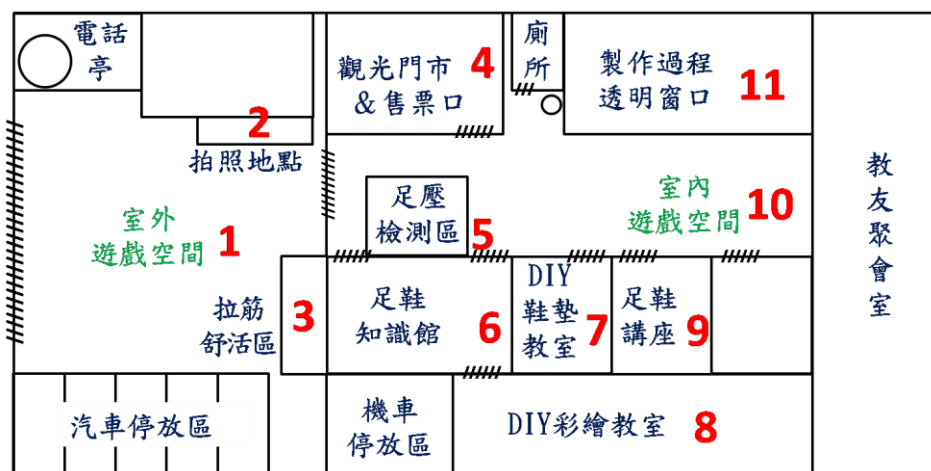 電話
亭
2
拍照地點
觀光門市
&售票口
4
廁
所
製作過程
透明窗口
11
教
友
聚
會
室
室外
遊戲空間
1
足壓
檢測區
5
室內
遊戲空間
10
拉筋
舒活區
3
足鞋
知識館
6
DIY
鞋墊
教室
7
足鞋
講座
9
汽車停放區
機車
停放區
DIY彩繪教室
8